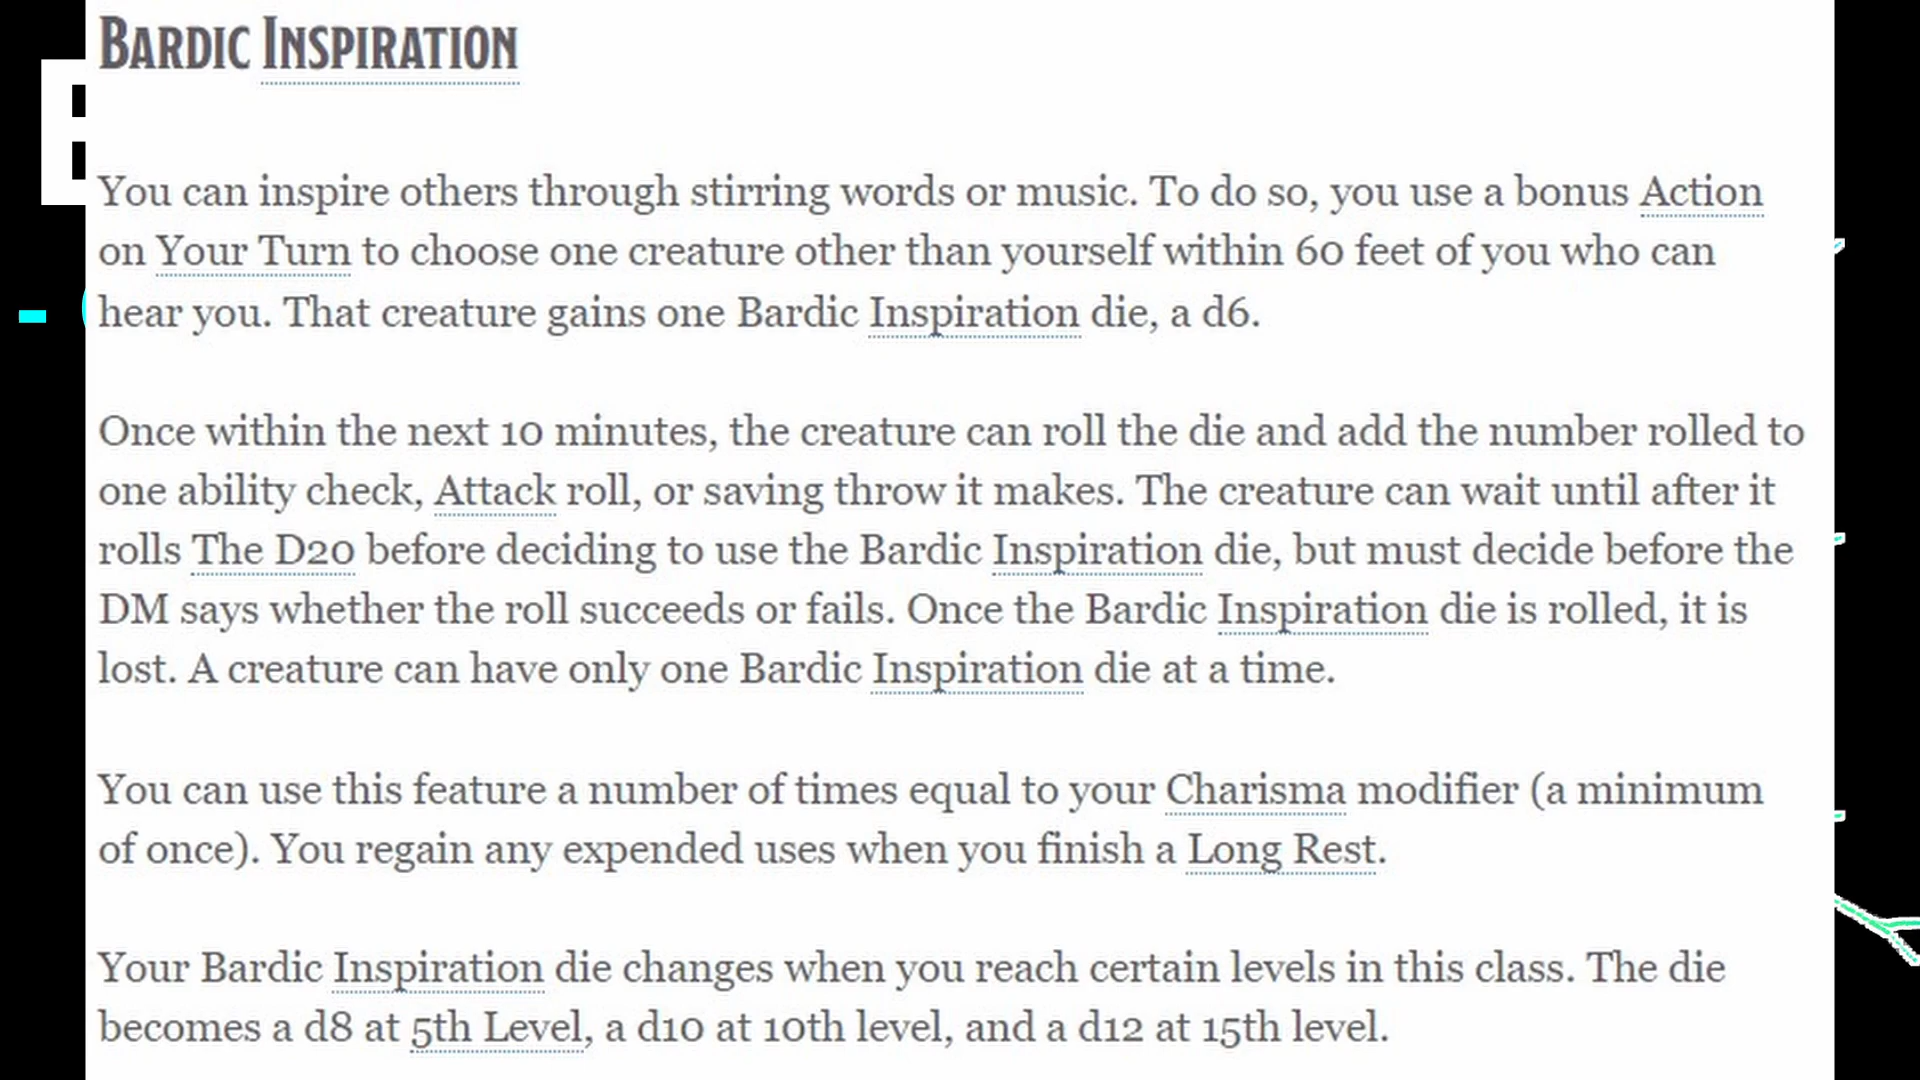 Bardic Inspiration
You can inspire others through stirring words or music. To do so, you use a bonus Action
on Your Turn to choose one creature other than yourself within 60 feet of you who can
hear you. That creature gains one Bardic Inspiration die, a d6.
Once within the next 10 minutes, the creature can roll the die and add the number rolled to
one ability check, Attack roll, or saving throw it makes. The creature can wait until after it
rolls The D20 before deciding to use the Bardic Inspiration die, but must decide before the
DM says whether the roll succeeds or fails. Once the Bardic Inspiration die is rolled, it is
lost. A creature can have only one Bardic Inspiration die at a time.
You can use this feature a number of times equal to your Charisma modifier (a minimum
of once). You regain any expended uses when you finish a Long Rest.
Your Bardic Inspiration die changes when you reach certain levels in this class. The die
becomes a d8 at 5th Level, a d10 at 10th level, and a d12 at 15th level.